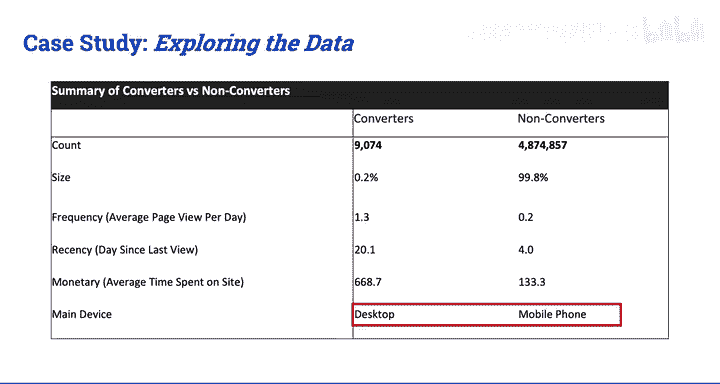 Case Study: Exploring the Data
Summary of Converters vs Non-Converters
Converters Non-Converters
Count 9,074 4,874,857
Size 0.2% 99.8%
Frequency (Average Page View Per Day) 1.3 0.2
Recency (Day Since Last View) 20.1 4.0
Monetary (Average Time Spent on Site) 668.7 133.3
Main Device Desktop Mobile Phone